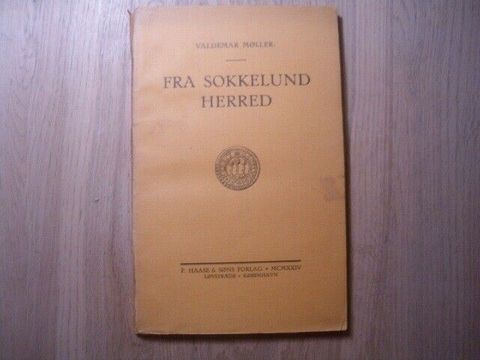 VALDEMAR MØLLER
FRA SOKKELUND
HERRED
P. HAASE & SØNS FORLAG • MCMXXIV
LØVSTRÆDE • KØBENHAVN